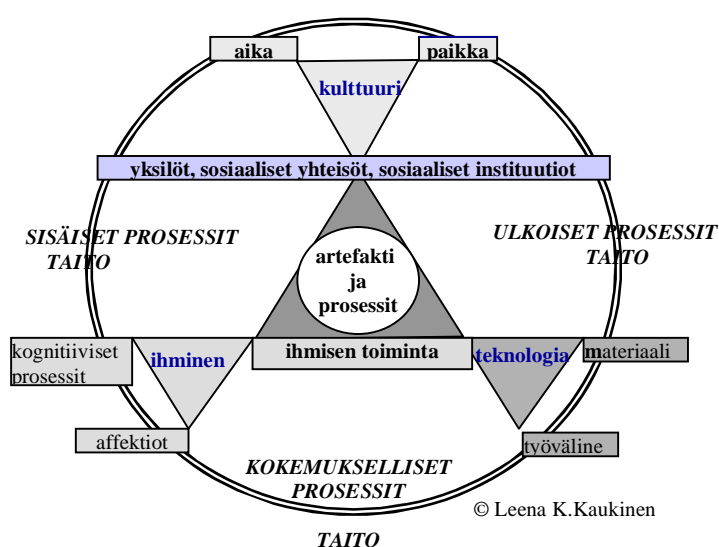 aika
paikka
kulttuuri
yksilöt, sosiaaliset yhteisöt, sosiaaliset instituutiot
SISÄISET PROSESSIT
TAITO
ULKOISET PROSESSIT
TAITO
artefakti
ja
prosessit
kognitiiviset
prosessit
ihminen
ihmisen toiminta
teknologia
materiaali
affektiot
työväline
KOKEMUKSELLISET
PROSESSIT
© Leena K.Kaukinen
TAITO